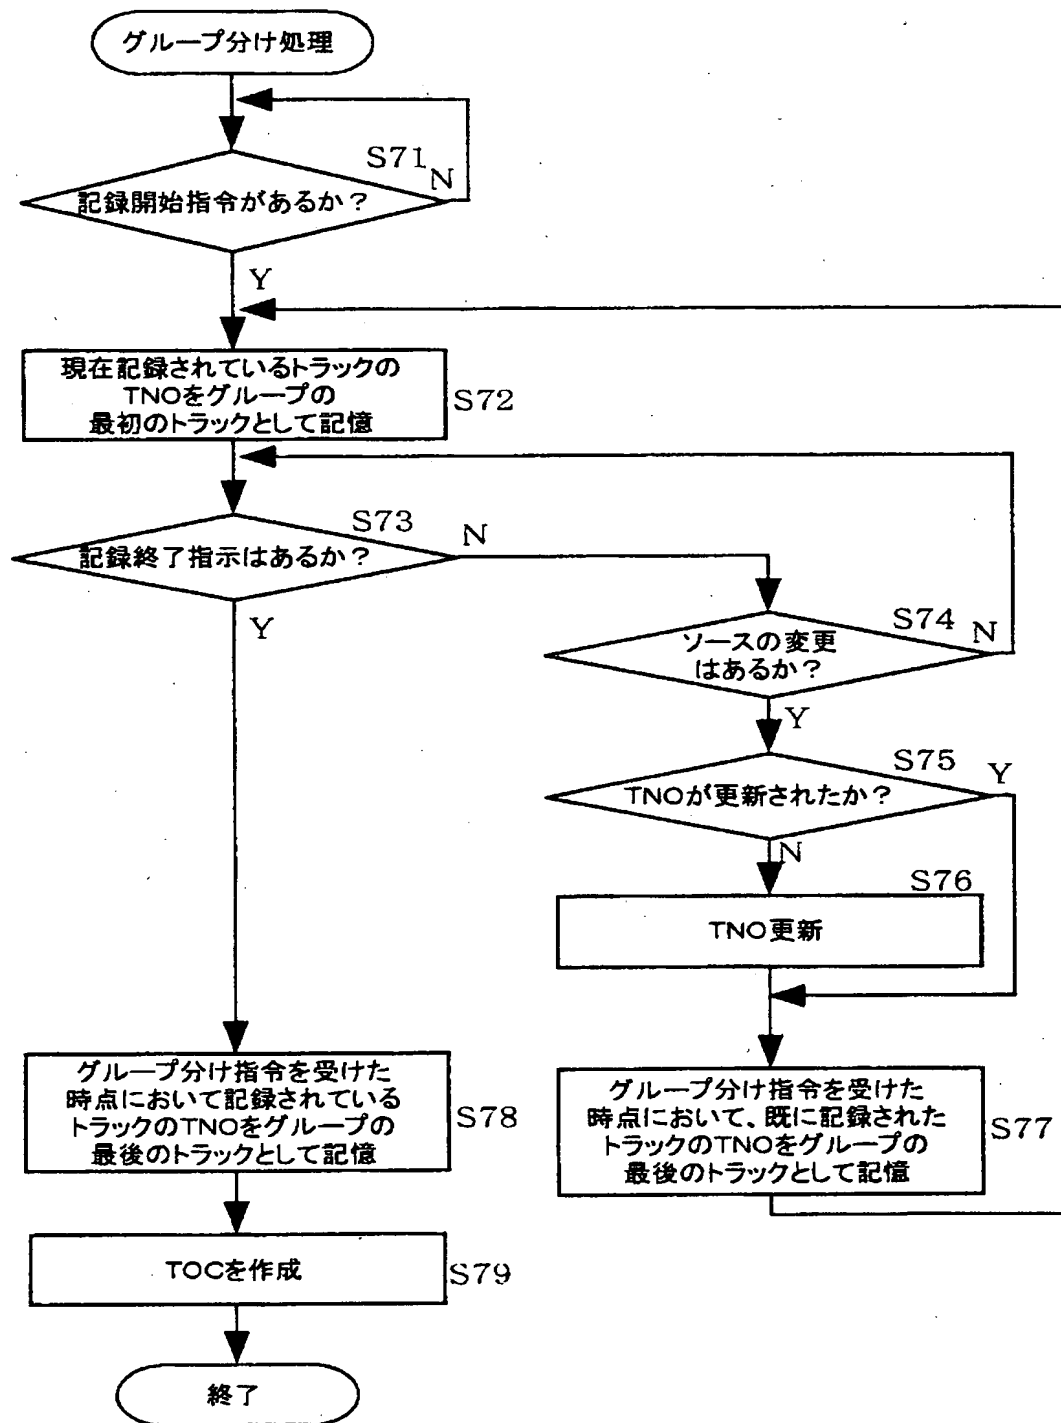 グループ分け処理
S71
N
記録開始指令があるか？
Y
現在記録されているトラックの
TNOをグループの
最初のトラックとして記憶
S72
S73
N
記録終了指示はあるか？
Y
S74
N
ソースの変更
はあるか？
Y
S75
Y
TNOが更新されたか？
N
S76
TNO更新
グループ分け指令を受けた
時点において、既に記録された
トラックのTNOをグループの
最後のトラックとして記憶
S77
グループ分け指令を受けた
時点において記録されている
トラックのTNOをグループの
最後のトラックとして記憶
S78
TOCを作成
S79
終了